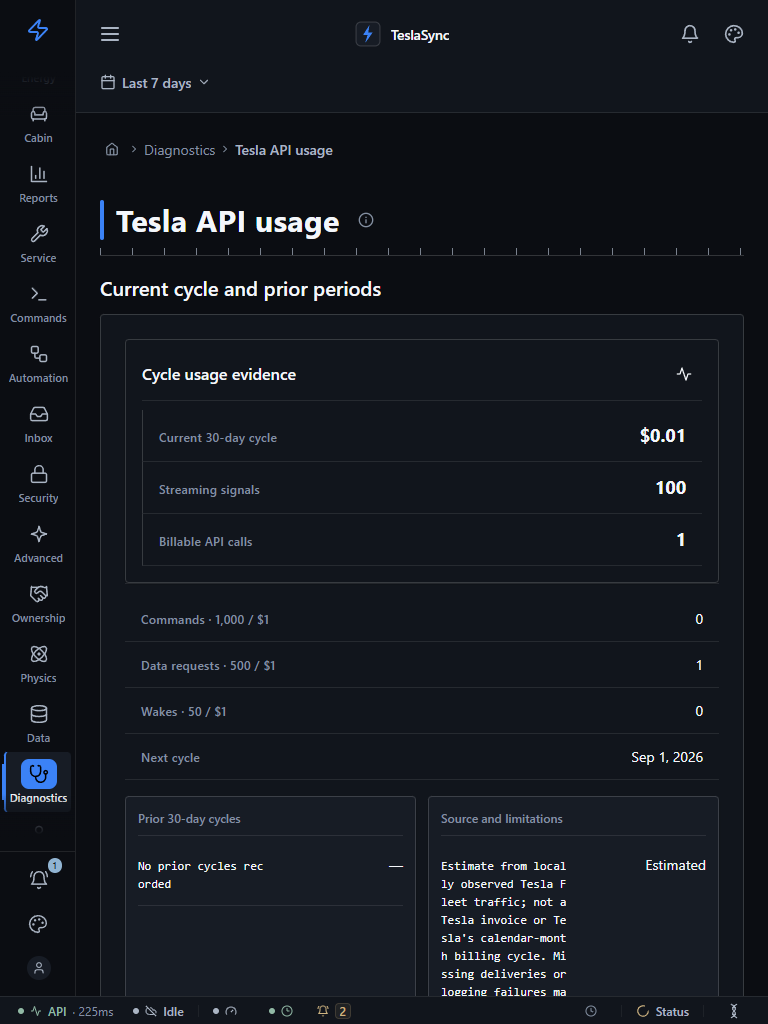 TeslaSync
Last 7 days
Energy
Cabin
Reports
Service
Commands
Automation
Inbox
Security
Advanced
Ownership
Physics
Data
Diagnostics
1
Diagnostics > Tesla API usage
Tesla API usage
Current cycle and prior periods
Cycle usage evidence
Current 30-day cycle $0.01
Streaming signals 100
Billable API calls 1
Commands · 1,000 / $1 0
Data requests · 500 / $1 1
Wakes · 50 / $1 0
Next cycle Sep 1, 2026
Prior 30-day cycles
No prior cycles rec —
orded
Source and limitations
Estimate from local Estimated
ly observed Tesla F
leet traffic; not a
Tesla invoice or Te
sla's calendar-mont
h billing cycle. Mi
ssing deliveries or
logging failures ma
API · 225ms Idle 2 Status